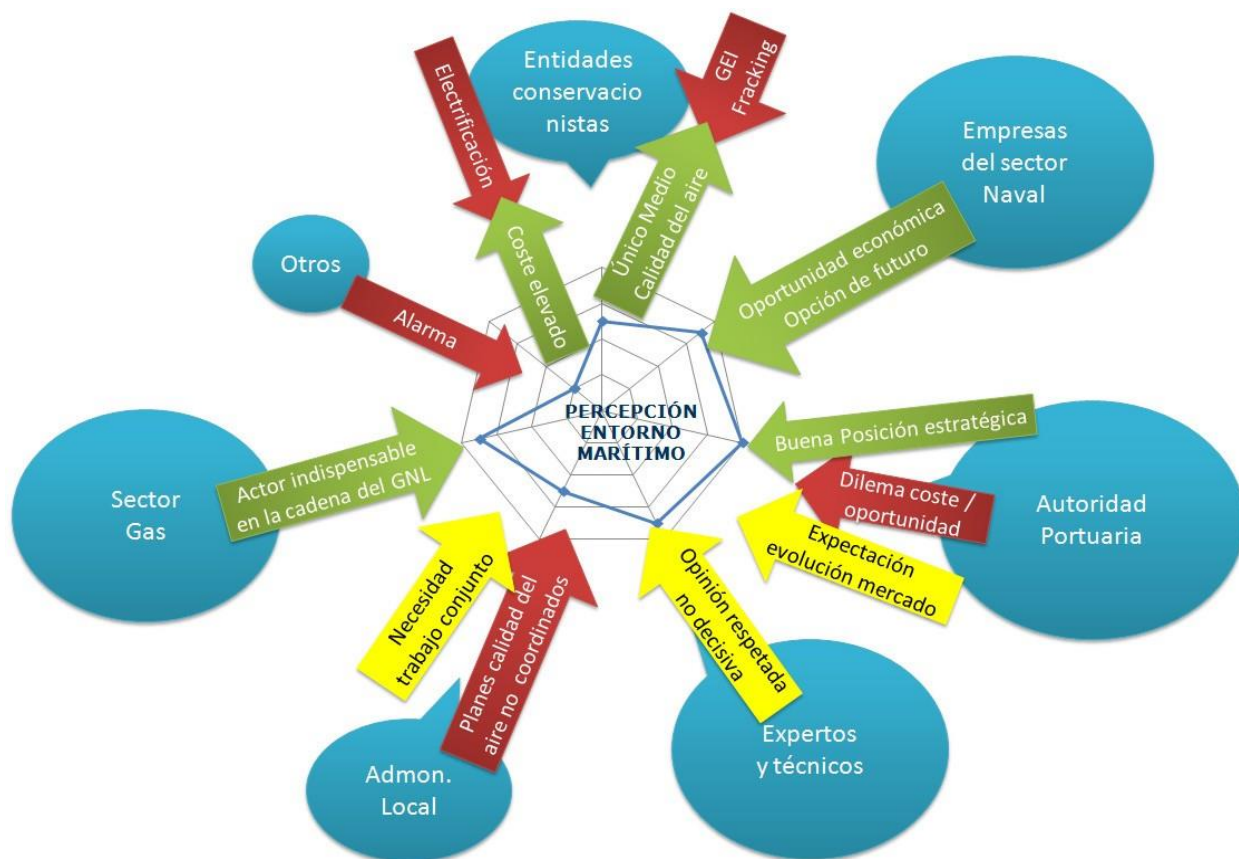 Entidades
conservacio
nistas
Electrificación
Coste elevado
GEI
Fracking
Único Medio
Calidad del aire
Empresas
del sector
Naval
Oportunidad económica
Opción de futuro
Otros
Alarma
PERCEPCIÓN
ENTORNO
MARÍTIMO
Buena Posición estratégica
Dilema coste /
oportunidad
Expectación
evolución mercado
Autoridad
Portuaria
Sector
Gas
Actor indispensable
en la cadena del GNL
Necesidad
trabajo conjunto
Planes calidad del
aire no coordinados
Admon.
Local
Opinión respetada
no decisiva
Expertos
y técnicos